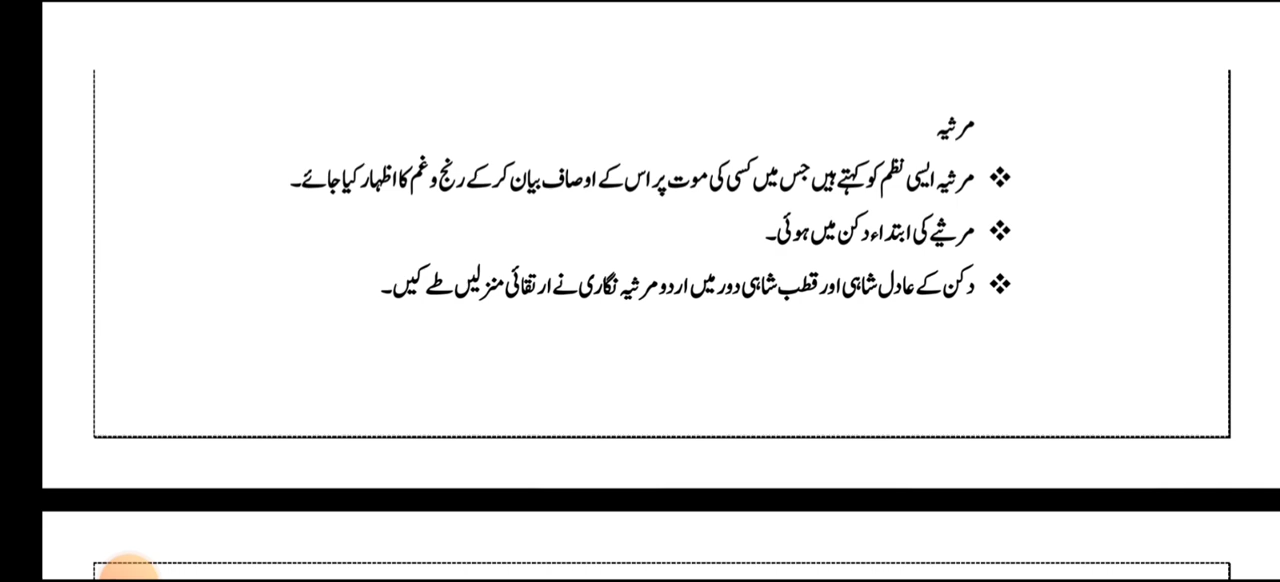 مرثیہ
❖ مرثیہ ایسی نظم کو کہتے ہیں جس میں کسی کی موت پر اس کے اوصاف بیان کرکے رنج و غم کا اظہار کیا جائے۔
❖ مرثیے کی ابتداء دکن میں ہوئی۔
❖ دکن کے عادل شاہی اور قطب شاہی دور میں اردو مرثیہ نگاری نے ارتقائی منزلیں طے کیں۔